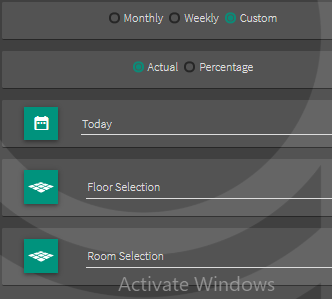 Monthly Weekly Custom
Actual Percentage
Today
Floor Selection
Room Selection
Activate Windows